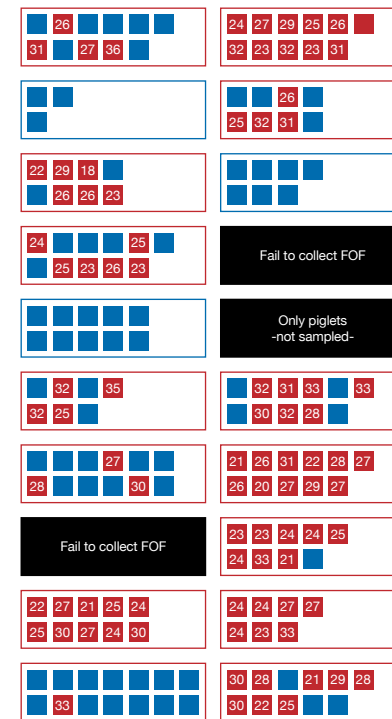 26
31 27 36
22 29 18
26 26 23
24 25
25 23 26 23
32 35
32 25
27
28 30
Fail to collect FOF
22 27 21 25 24
25 30 27 24 30
33
24 27 29 25 26
32 23 32 23 31
26
25 32 31
Fail to collect FOF
Only piglets
-not sampled-
32 31 33 33
30 32 28
21 26 31 22 28 27
26 20 27 29 27
23 23 24 24 25
24 33 21
24 24 27 27
24 23 33
30 28 21 29 28
30 22 25